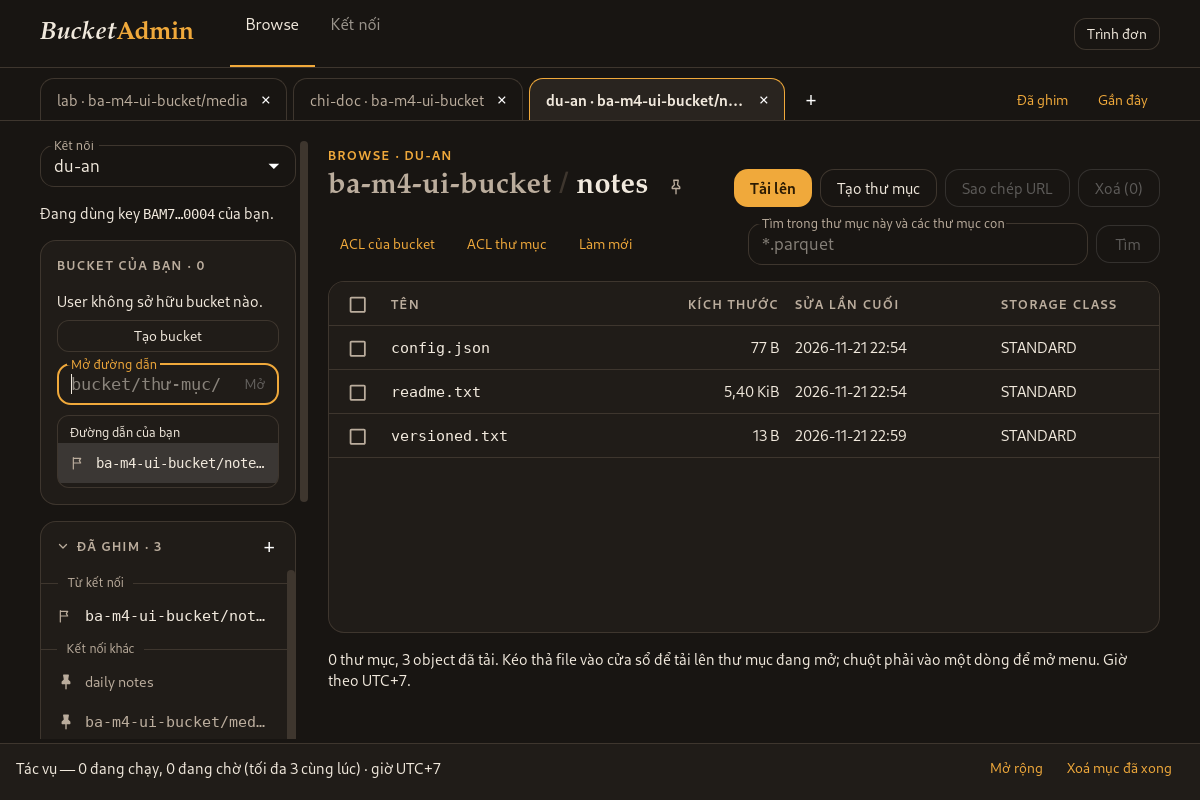 BucketAdmin
Browse
Kết nối
Trình đơn
lab · ba-m4-ui-bucket/media ×
chi-doc · ba-m4-ui-bucket ×
du-an · ba-m4-ui-bucket/n... ×
+
Đã ghim
Gần đây
Kết nối
du-an
Đang dùng key BAM7…0004 của bạn.
BUCKET CỦA BẠN · 0
User không sở hữu bucket nào.
Tạo bucket
Mở đường dẫn
bucket/thư-mục/ Mở
Đường dẫn của bạn
ba-m4-ui-bucket/note…
ĐÃ GHIM · 3 +
Từ kết nối
ba-m4-ui-bucket/not…
Kết nối khác
daily notes
ba-m4-ui-bucket/med…
BROWSE · DU-AN
ba-m4-ui-bucket / notes
Tải lên
Tạo thư mục
Sao chép URL
Xoá (0)
ACL của bucket
ACL thư mục
Làm mới
Tìm trong thư mục này và các thư mục con
*.parquet
Tìm
TÊN KÍCH THƯỚC SỬA LẦN CUỐI STORAGE CLASS
config.json 77 B 2026-11-21 22:54 STANDARD
readme.txt 5,40 KiB 2026-11-21 22:54 STANDARD
versioned.txt 13 B 2026-11-21 22:59 STANDARD
0 thư mục, 3 object đã tải. Kéo thả file vào cửa sổ để tải lên thư mục đang mở; chuột phải vào một dòng để mở menu. Giờ
theo UTC+7.
Tác vụ — 0 đang chạy, 0 đang chờ (tối đa 3 cùng lúc) · giờ UTC+7
Mở rộng
Xoá mục đã xong